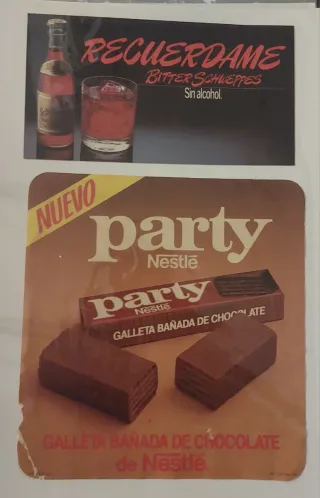 RECUERDAME
BITTER SCHWEPPES
Sin alcohol.
NUEVO
party
Nestlé
party
Nestlé
GALLETA BAÑADA DE CHOCOLATE
GALLETA BAÑADA DE CHOCOLATE
de Nestlé